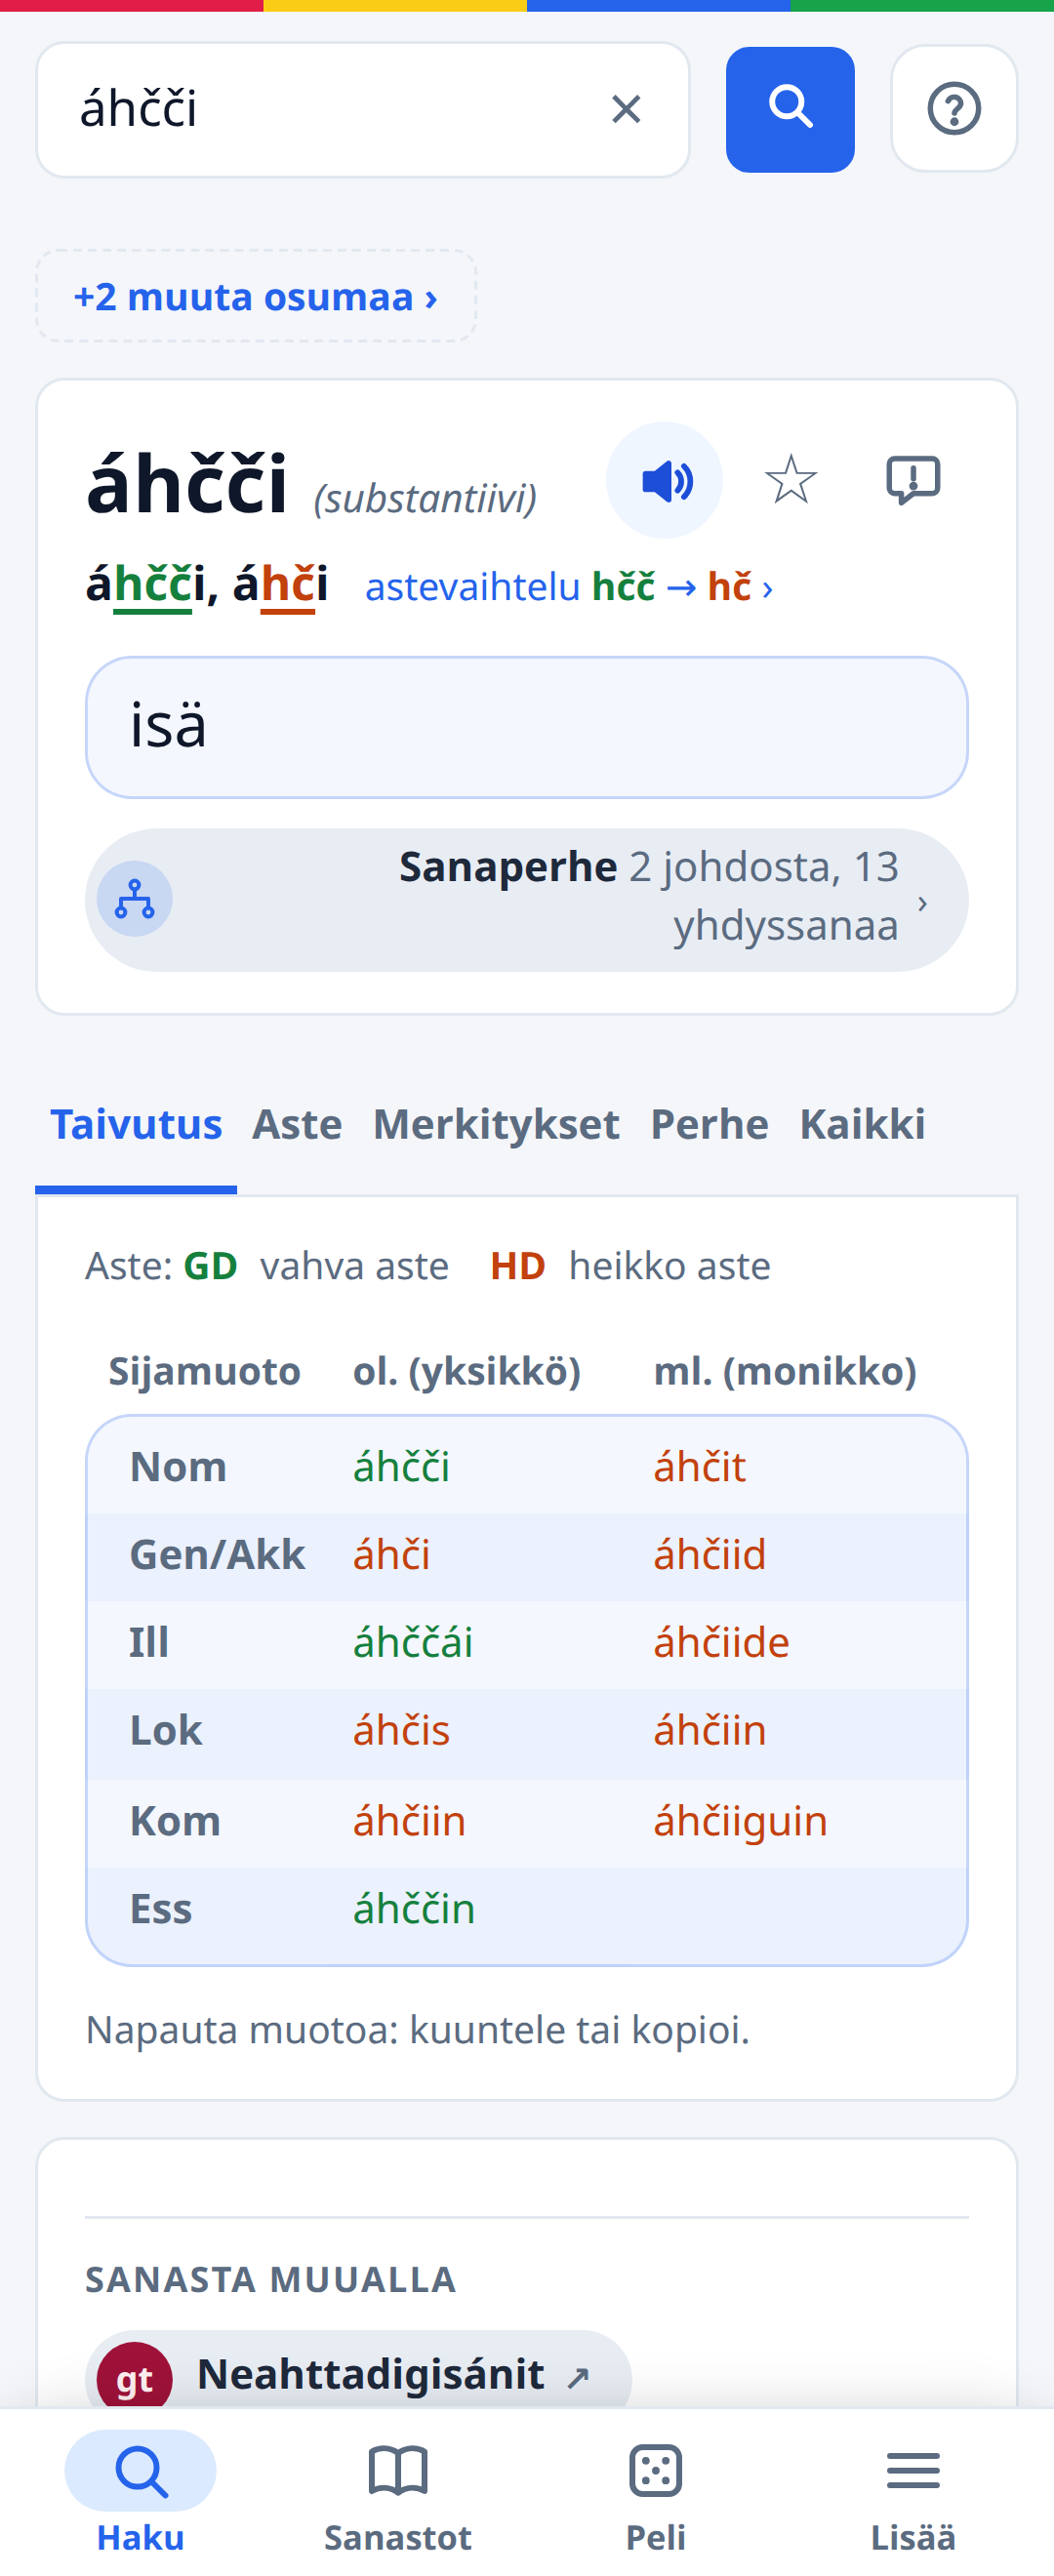 áhčči ×
+2 muuta osumaa ›
áhčči (substantiivi)
áhčči, áhči astevaihtelu hčč → hč ›
isä
Sanaperhe 2 johdosta, 13
yhdyssanaa ›
Taivutus Aste Merkitykset Perhe Kaikki
Aste: GD vahva aste HD heikko aste
Sijamuoto ol. (yksikkö) ml. (monikko)
Nom áhčči áhčit
Gen/Akk áhči áhčiid
Ill áhččái áhčiide
Lok áhčis áhčiin
Kom áhčiin áhčiiguin
Ess áhččin
Napauta muotoa: kuuntele tai kopioi.
SANASTA MUUALLA
gt Neahttadigisánit ↗
Haku Sanastot Peli Lisää